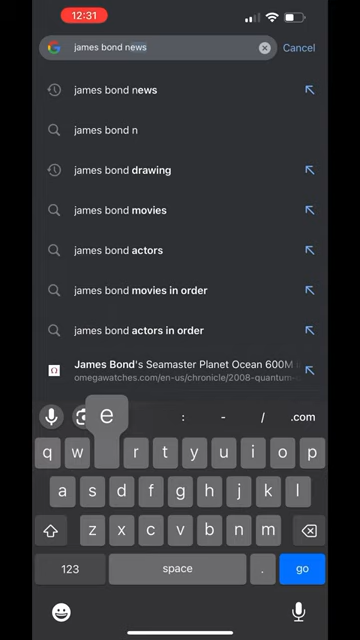 12:31
james bond news
Cancel
james bond news
james bond n
james bond drawing
james bond movies
james bond actors
james bond movies in order
james bond actors in order
James Bond's Seamaster Planet Ocean 600M
omegawatches.com/en-us/chronicle/2008-quantum-
e
: - / .com
q w r t y u i o p
a s d f g h j k l
z x c v b n m
123 space . go